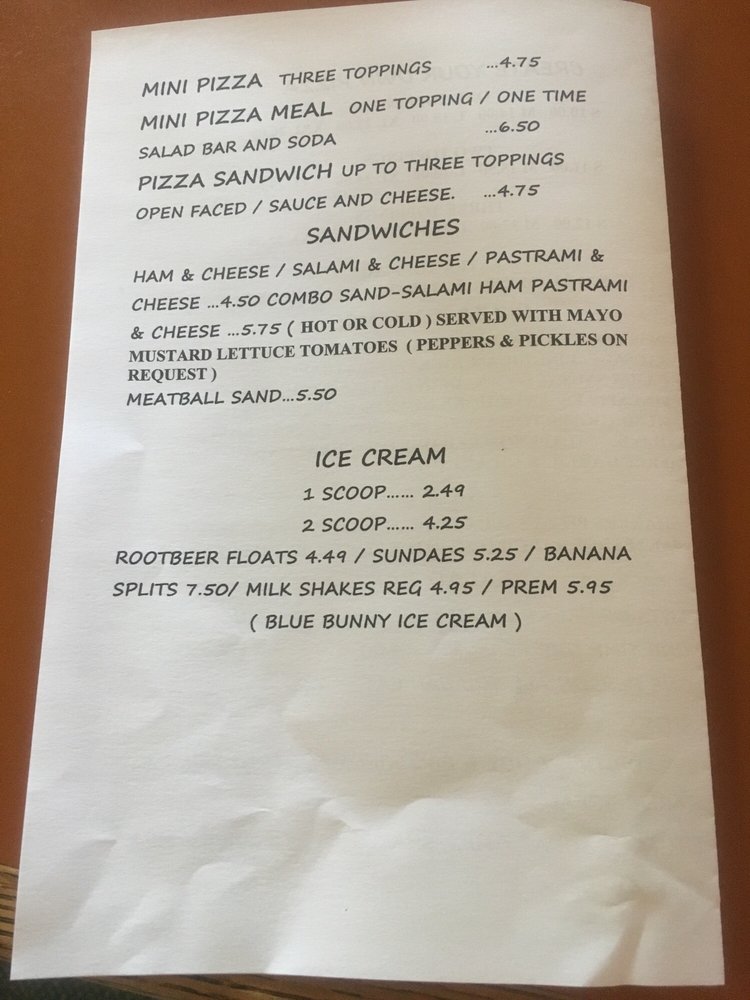 MINI PIZZA THREE TOPPINGS ...4.75
MINI PIZZA MEAL ONE TOPPING / ONE TIME
SALAD BAR AND SODA ...6.50
PIZZA SANDWICH UP TO THREE TOPPINGS
OPEN FACED / SAUCE AND CHEESE. ...4.75
SANDWICHES
HAM & CHEESE / SALAMI & CHEESE / PASTRAMI &
CHEESE ...4.50 COMBO SAND-SALAMI HAM PASTRAMI
& CHEESE ...5.75 ( HOT OR COLD ) SERVED WITH MAYO
MUSTARD LETTUCE TOMATOES ( PEPPERS & PICKLES ON
REQUEST )
MEATBALL SAND...5.50
ICE CREAM
1 SCOOP...... 2.49
2 SCOOP...... 4.25
ROOTBEER FLOATS 4.49 / SUNDAES 5.25 / BANANA
SPLITS 7.50/ MILK SHAKES REG 4.95 / PREM 5.95
( BLUE BUNNY ICE CREAM )